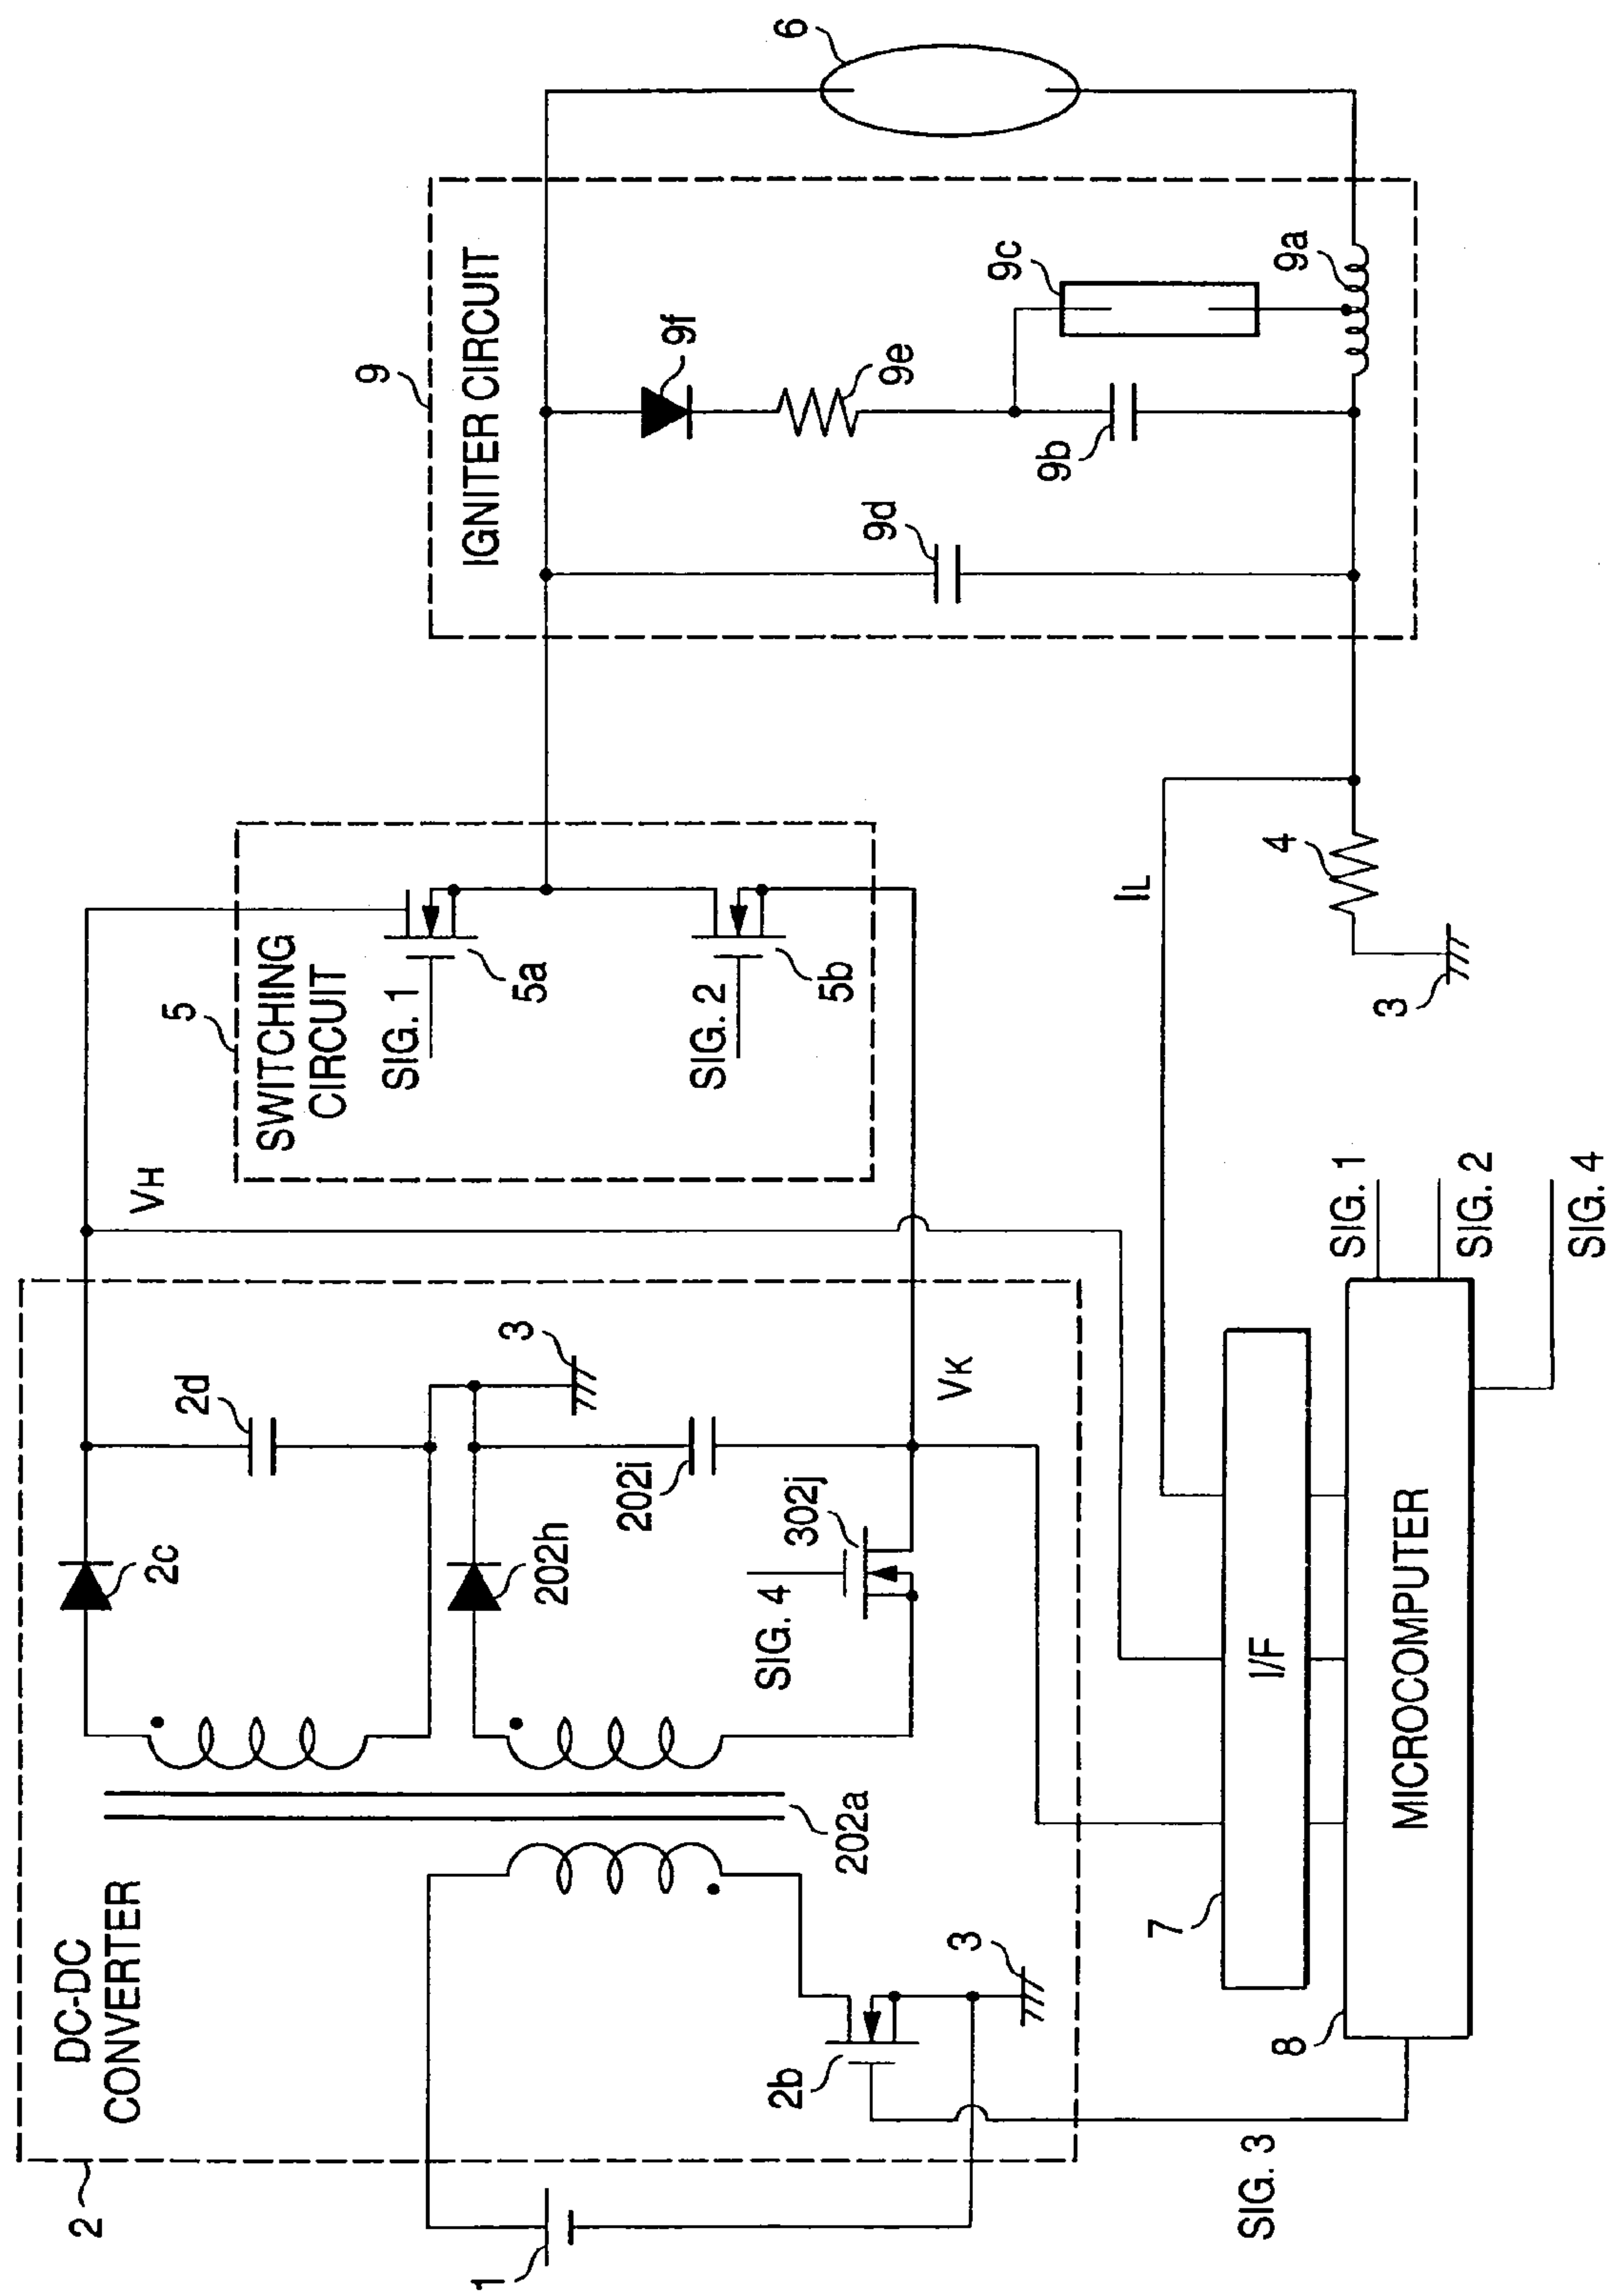 2
DC-DC
CONVERTER
1
2b
3
SIG. 3
202a
2c
2d
202h
3
202i
302j
SIG. 4
VH
VK
5
SWITCHING
CIRCUIT
SIG. 1
5a
SIG. 2
5b
9
IGNITER CIRCUIT
9f
9e
9d
9b
9c
9a
6
IL
4
3
7
I/F
8
MICROCOMPUTER
SIG. 1
SIG. 2
SIG. 4